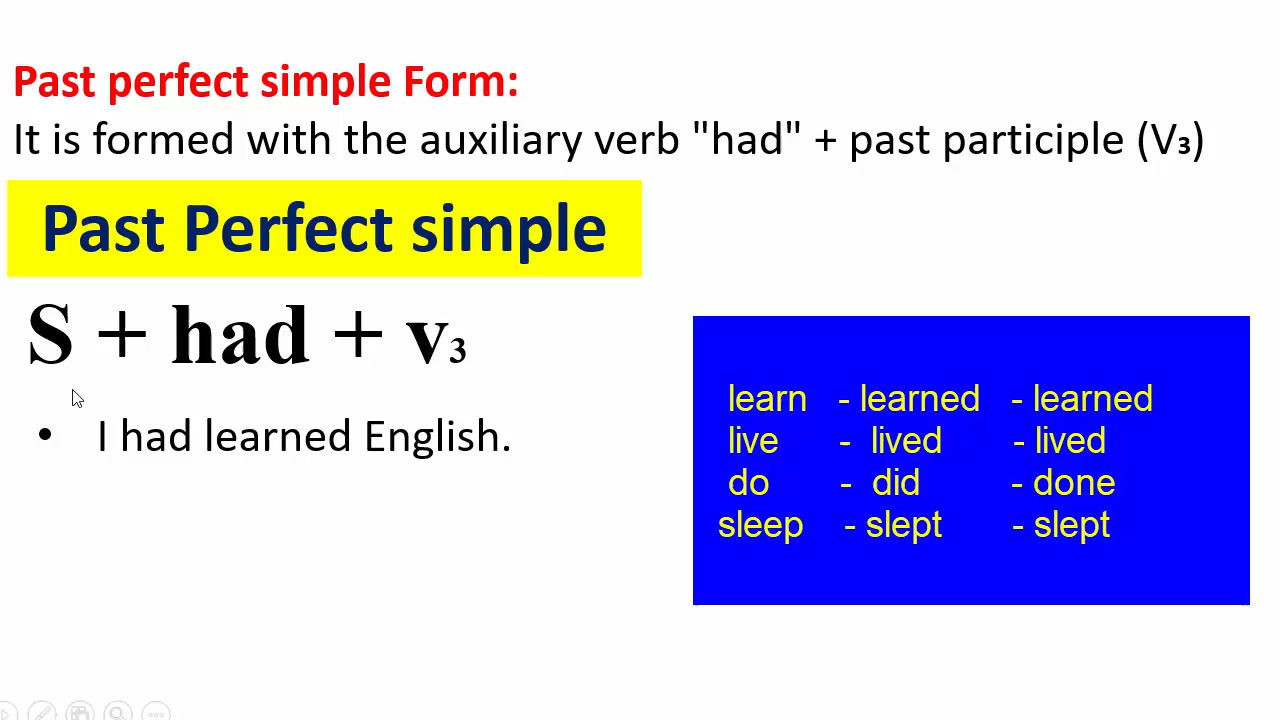 Past perfect simple Form:
It is formed with the auxiliary verb "had" + past participle (V₃)
Past Perfect simple
S + had + v₃
• I had learned English.
learn - learned - learned
live - lived - lived
do - did - done
sleep - slept - slept